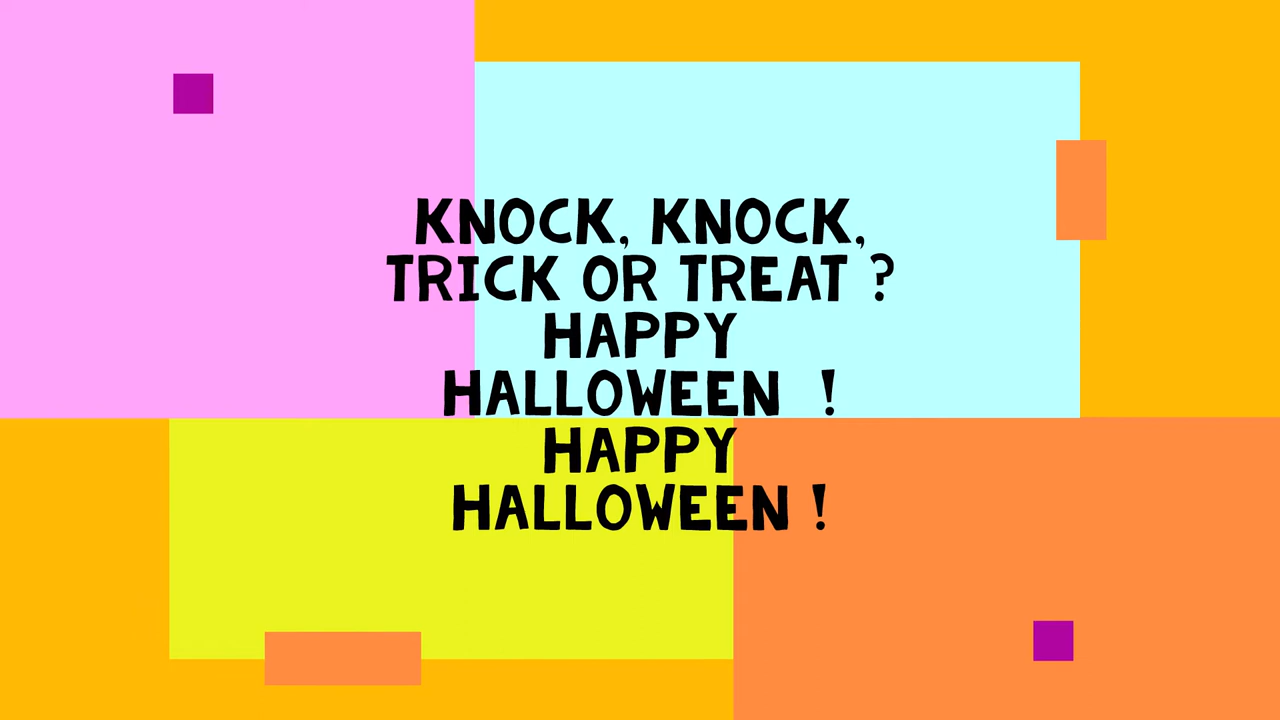 KNOCK, KNOCK,
TRICK OR TREAT ?
HAPPY
HALLOWEEN  !
HAPPY
HALLOWEEN !